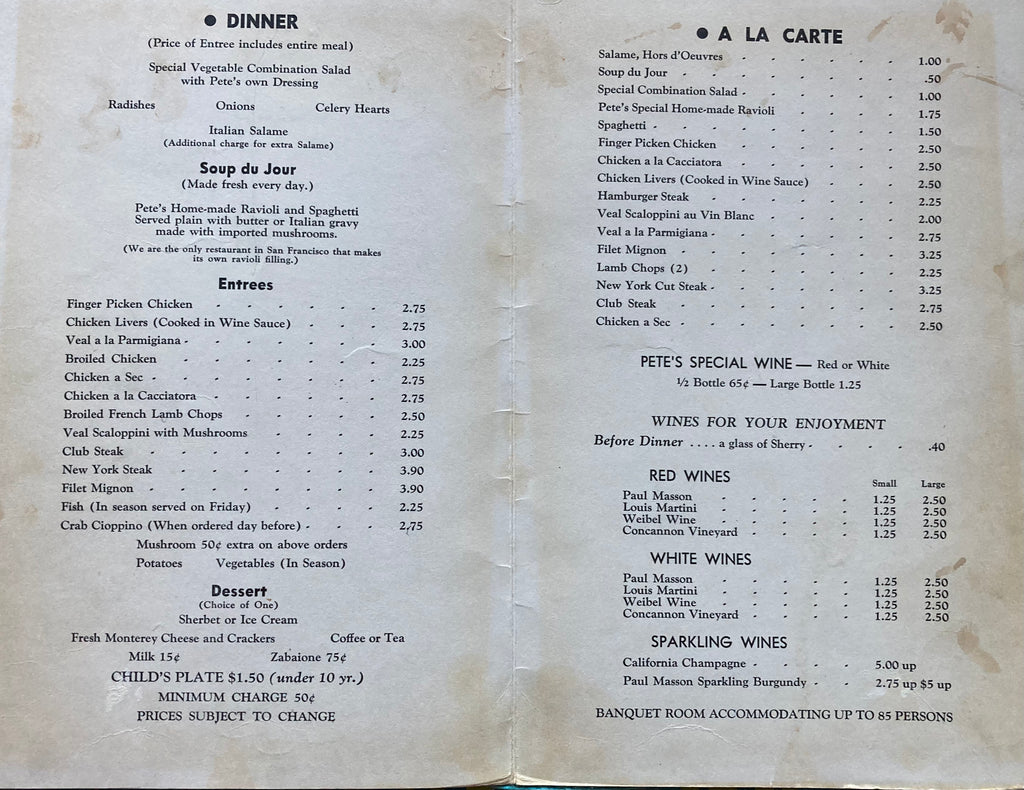 • DINNER
(Price of Entree includes entire meal)
Special Vegetable Combination Salad
with Pete's own Dressing
Radishes Onions Celery Hearts
Italian Salame
(Additional charge for extra Salame)
Soup du Jour
(Made fresh every day.)
Pete's Home-made Ravioli and Spaghetti
Served plain with butter or Italian gravy
made with imported mushrooms.
(We are the only restaurant in San Francisco that makes
its own ravioli filling.)
Entrees
Finger Picken Chicken - - - - - - 2.75
Chicken Livers (Cooked in Wine Sauce) - - - 2.75
Veal a la Parmigiana - - - - - - - 3.00
Broiled Chicken - - - - - - - 2.25
Chicken a Sec - - - - - - - - 2.75
Chicken a la Cacciatora - - - - - - 2.75
Broiled French Lamb Chops - - - - - 2.50
Veal Scaloppini with Mushrooms - - - - 2.25
Club Steak - - - - - - - - 3.00
New York Steak - - - - - - - 3.90
Filet Mignon - - - - - - - - 3.90
Fish (In season served on Friday) - - - - 2.25
Crab Cioppino (When ordered day before) - - - 2.75
Mushroom 50¢ extra on above orders
Potatoes Vegetables (In Season)
Dessert
(Choice of One)
Sherbet or Ice Cream
Fresh Monterey Cheese and Crackers Coffee or Tea
Milk 15¢ Zabaione 75¢
CHILD'S PLATE $1.50 (under 10 yr.)
MINIMUM CHARGE 50¢
PRICES SUBJECT TO CHANGE
• A LA CARTE
Salame, Hors d'Oeuvres - - - - - 1.00
Soup du Jour - - - - - - - .50
Special Combination Salad - - - - - 1.00
Pete's Special Home-made Ravioli - - - - 1.75
Spaghetti - - - - - - - - 1.50
Finger Picken Chicken - - - - - 2.50
Chicken a la Cacciatora - - - - - 2.50
Chicken Livers (Cooked in Wine Sauce) - - - 2.50
Hamburger Steak - - - - - - 2.25
Veal Scaloppini au Vin Blanc - - - - 2.00
Veal a la Parmigiana - - - - - - 2.75
Filet Mignon - - - - - - - 3.25
Lamb Chops (2) - - - - - - 2.25
New York Cut Steak - - - - - - 3.25
Club Steak - - - - - - - 2.75
Chicken a Sec - - - - - - - 2.50
PETE'S SPECIAL WINE — Red or White
½ Bottle 65¢ — Large Bottle 1.25
WINES FOR YOUR ENJOYMENT
Before Dinner .... a glass of Sherry - - - - .40
RED WINES Small Large
Paul Masson - - - - - 1.25 2.50
Louis Martini - - - - - 1.25 2.50
Weibel Wine - - - - - 1.25 2.50
Concannon Vineyard - - - - - 1.25 2.50
WHITE WINES
Paul Masson - - - - - 1.25 2.50
Louis Martini - - - - - 1.25 2.50
Weibel Wine - - - - - 1.25 2.50
Concannon Vineyard - - - - - 1.25 2.50
SPARKLING WINES
California Champagne - - - - 5.00 up
Paul Masson Sparkling Burgundy - - 2.75 up $5 up
BANQUET ROOM ACCOMMODATING UP TO 85 PERSONS